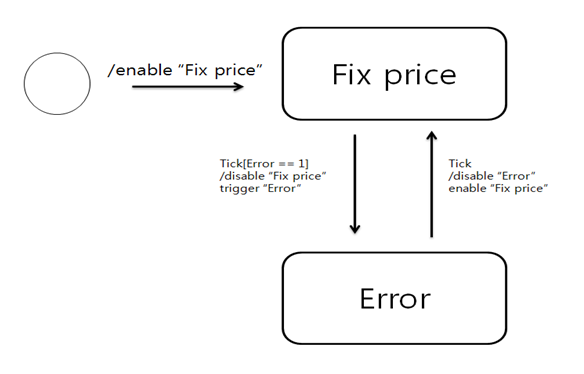 /enable “Fix price”
Fix price
Tick[Error == 1]
/disable “Fix price”
trigger “Error”
Tick
/disable “Error”
enable “Fix price”
Error